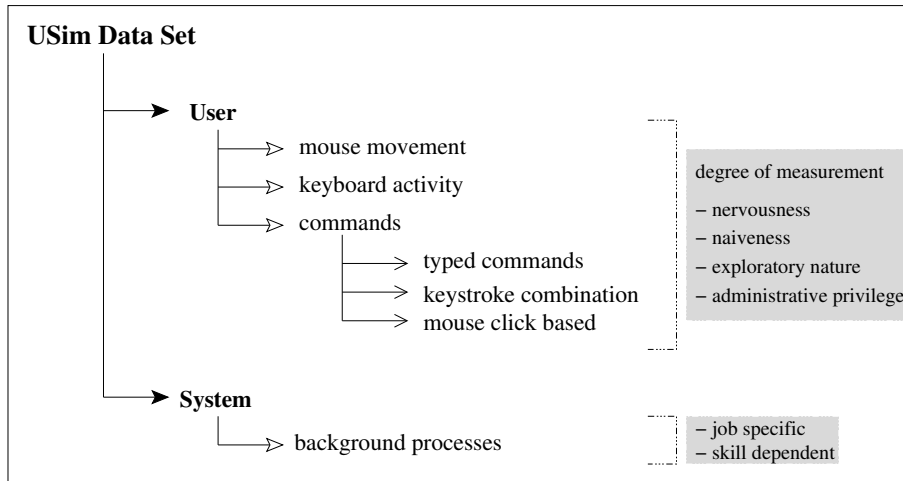 USim Data Set
User
mouse movement
keyboard activity
commands
typed commands
keystroke combination
mouse click based
degree of measurement
− nervousness
− naiveness
− exploratory nature
− administrative privilege
System
background processes
− job specific
− skill dependent